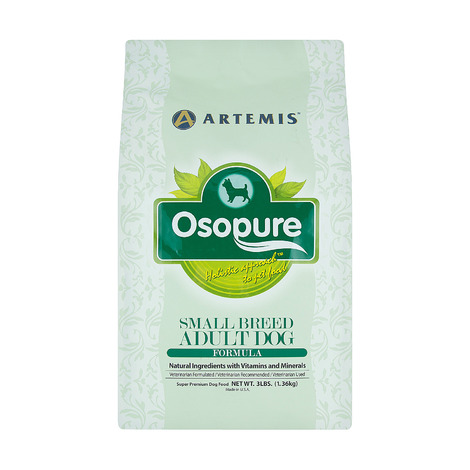 ARTEMIS
Osopure
Holistic Approach™
to pet food
SMALL BREED
ADULT DOG
FORMULA
Natural Ingredients with Vitamins and Minerals
Veterinarian Formulated / Veterinarian Recommended / Veterinarian Used
Super Premium Dog Food NET WT. 3LBS. (1.36kg)
Made in U.S.A.